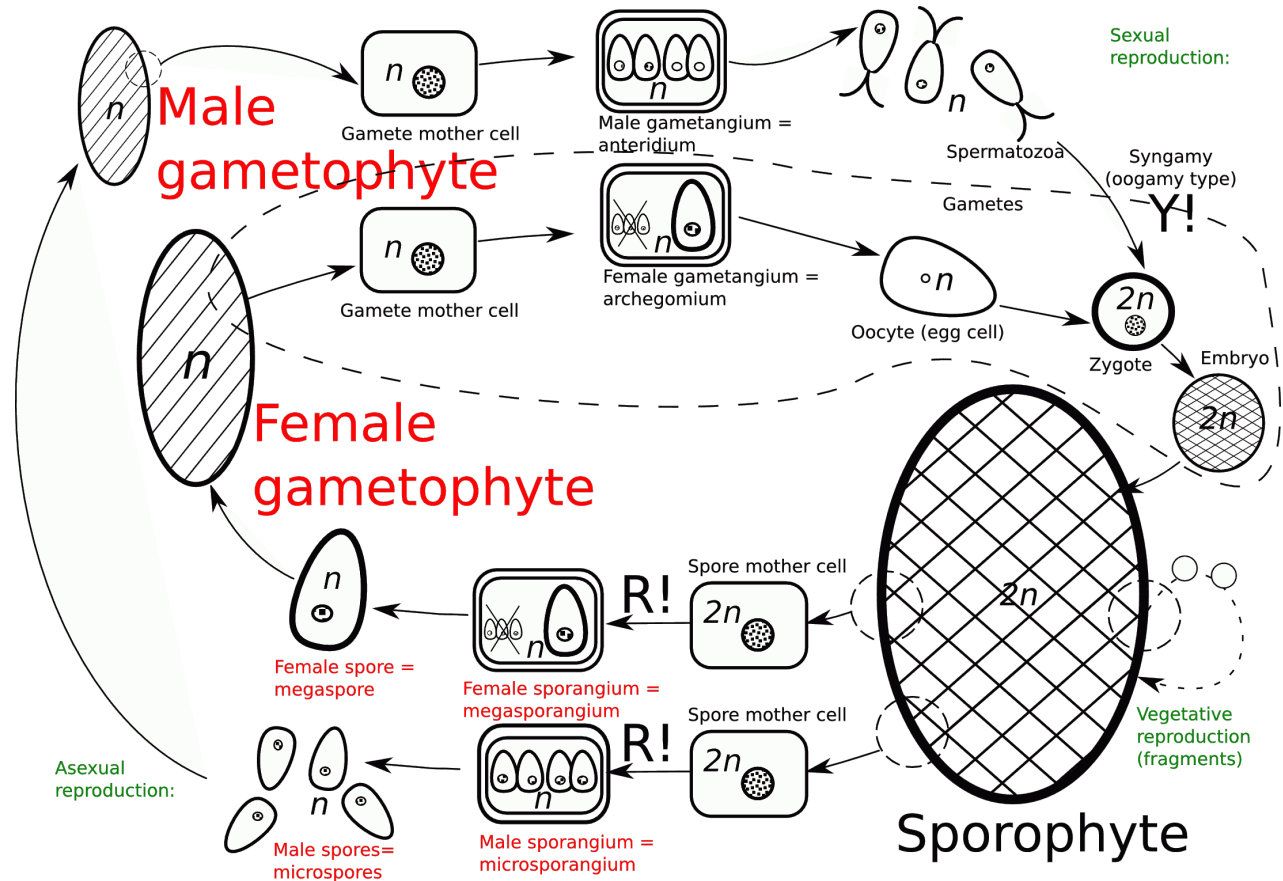 Sexual
reproduction:
n
n
n
n
Male
gametophyte
Gamete mother cell
Male gametangium =
anteridium
Spermatozoa
Syngamy
(oogamy type)
Y!
Gametes
n
n
n
Gamete mother cell
Female gametangium =
archegomium
Oocyte (egg cell)
2n
Zygote
Embryo
2n
n
Female
gametophyte
2n
Sporophyte
Spore mother cell
2n
R!
n
n
Female spore =
megaspore
Female sporangium =
megasporangium
Spore mother cell
2n
R!
n
n
Male spores=
microspores
Male sporangium =
microsporangium
Vegetative
reproduction
(fragments)
Asexual
reproduction: